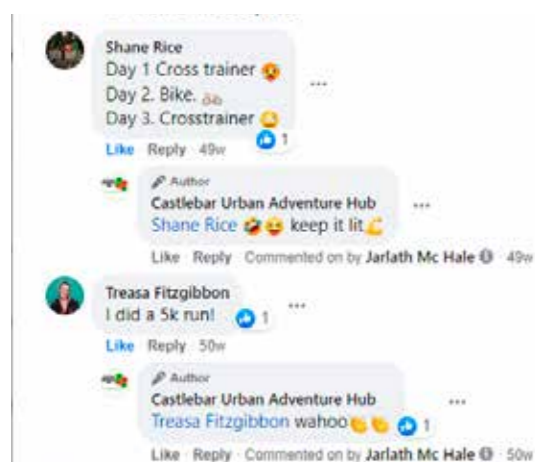 Shane Rice
Day 1 Cross trainer
Day 2. Bike.
Day 3. Crosstrainer
1
Like Reply 49w
Author
Castlebar Urban Adventure Hub
Shane Rice keep it lit
Like · Reply · Commented on by Jarlath Mc Hale · 49w
Treasa Fitzgibbon
I did a 5k run!
1
Like Reply 50w
Author
Castlebar Urban Adventure Hub
Treasa Fitzgibbon wahoo
1
Like · Reply · Commented on by Jarlath Mc Hale · 50w